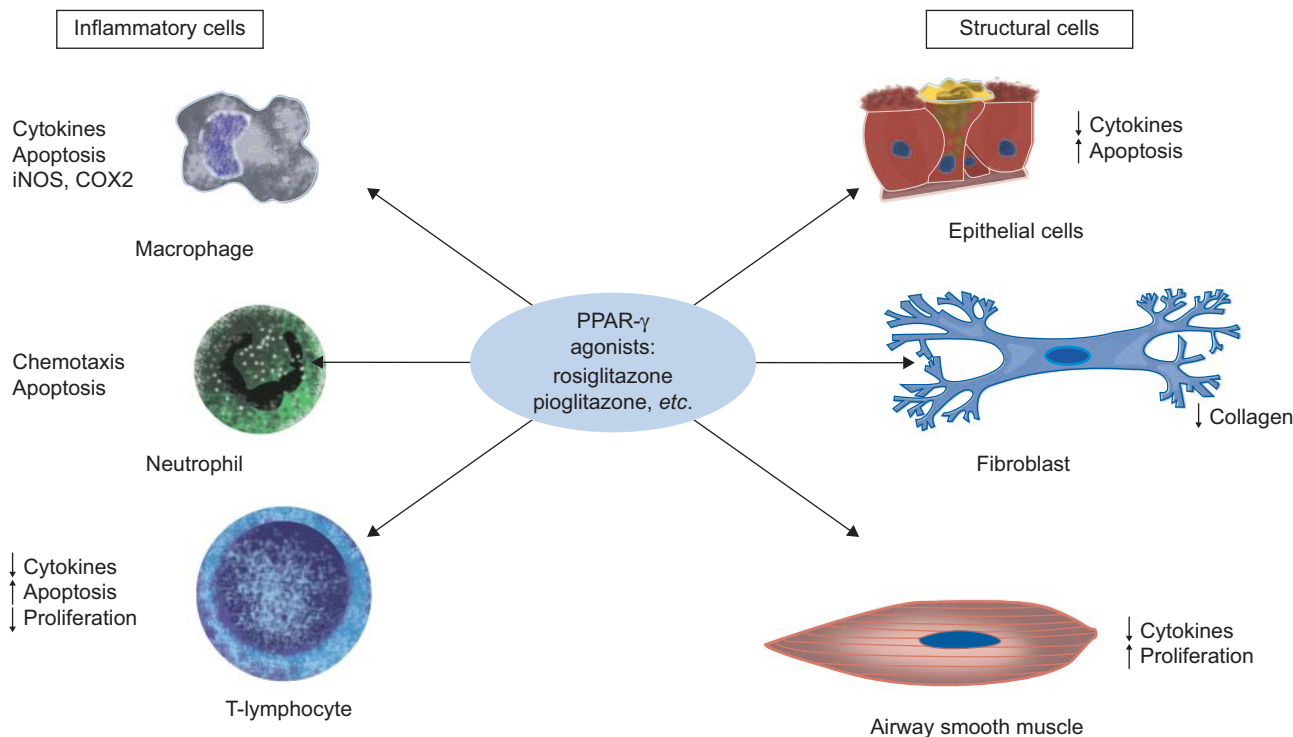 Inflammatory cells
Structural cells
Cytokines
Apoptosis
iNOS, COX2
Macrophage
↓ Cytokines
↑ Apoptosis
Epithelial cells
Chemotaxis
Apoptosis
Neutrophil
PPAR-γ
agonists:
rosiglitazone
pioglitazone, etc.
↓ Collagen
Fibroblast
↓ Cytokines
↑ Apoptosis
↓ Proliferation
T-lymphocyte
↓ Cytokines
↑ Proliferation
Airway smooth muscle